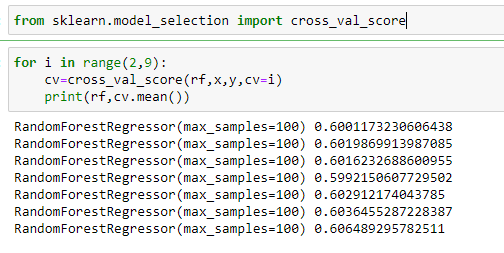 from sklearn.model_selection import cross_val_score
for i in range(2,9):
    cv=cross_val_score(rf,x,y,cv=i)
    print(rf,cv.mean())
RandomForestRegressor(max_samples=100) 0.6001173230606438
RandomForestRegressor(max_samples=100) 0.6019869913987085
RandomForestRegressor(max_samples=100) 0.6016232688600955
RandomForestRegressor(max_samples=100) 0.5992150607729502
RandomForestRegressor(max_samples=100) 0.602912174043785
RandomForestRegressor(max_samples=100) 0.6036455287228387
RandomForestRegressor(max_samples=100) 0.606489295782511